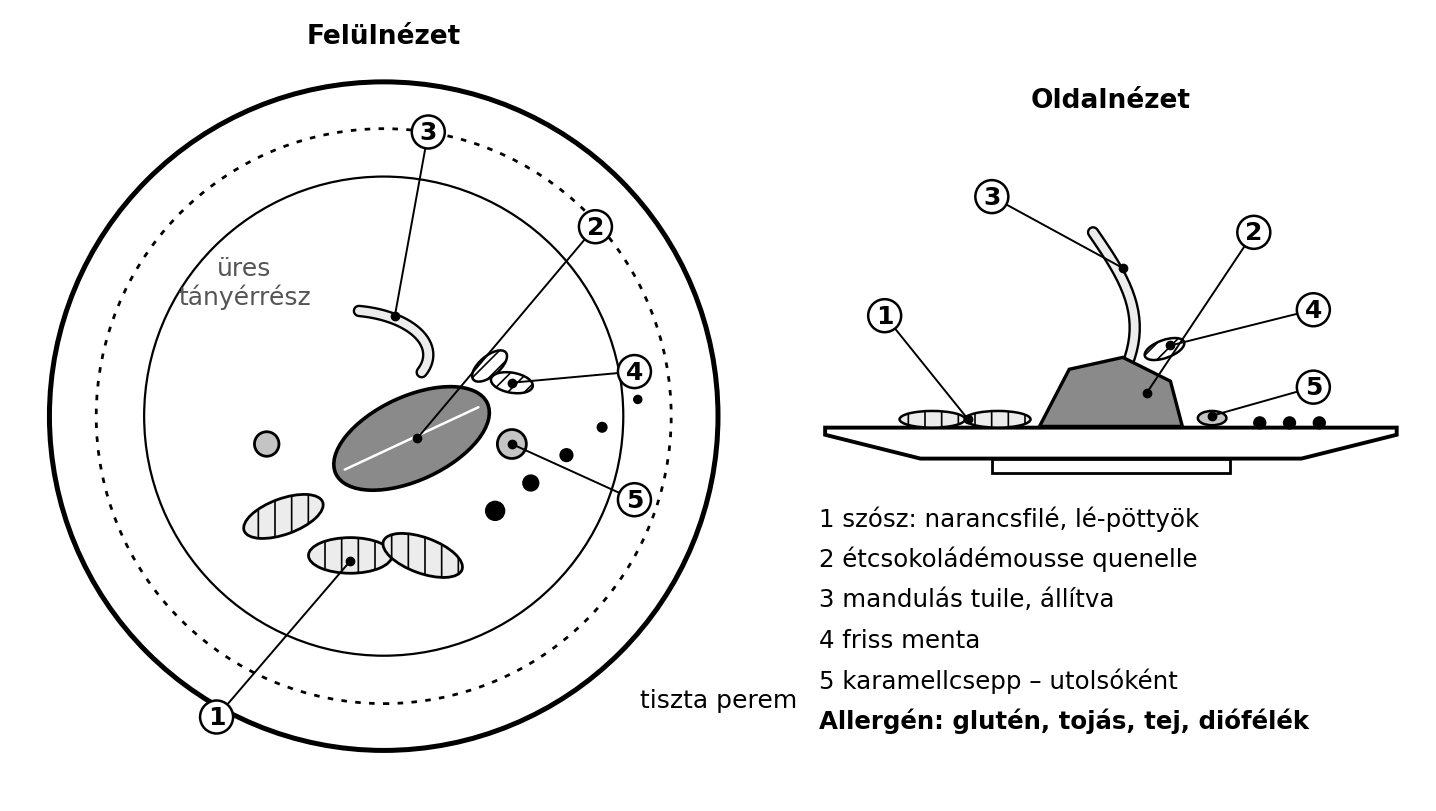 Felülnézet
3
2
üres
tányérrész
4
5
1
tiszta perem
Oldalnézet
3
2
1
4
5
1 szósz: narancsfilé, lé-pöttyök
2 étcsokoládémousse quenelle
3 mandulás tuile, állítva
4 friss menta
5 karamellcsepp – utolsóként
Allergén: glutén, tojás, tej, diófélék